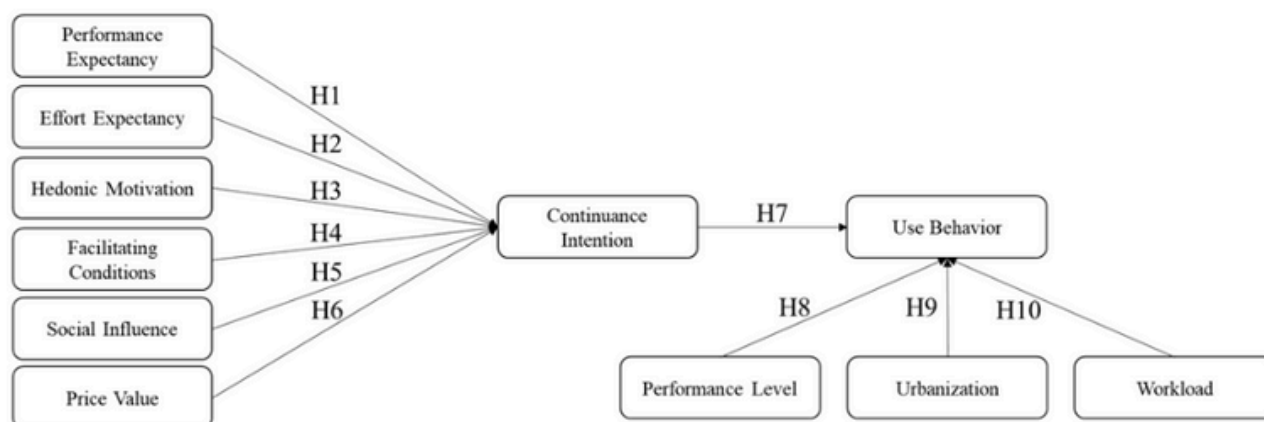 Performance
Expectancy
Effort Expectancy
Hedonic Motivation
Facilitating
Conditions
Social Influence
Price Value
H1
H2
H3
H4
H5
H6
Continuance
Intention
H7
Use Behavior
H8
H9
H10
Performance Level
Urbanization
Workload